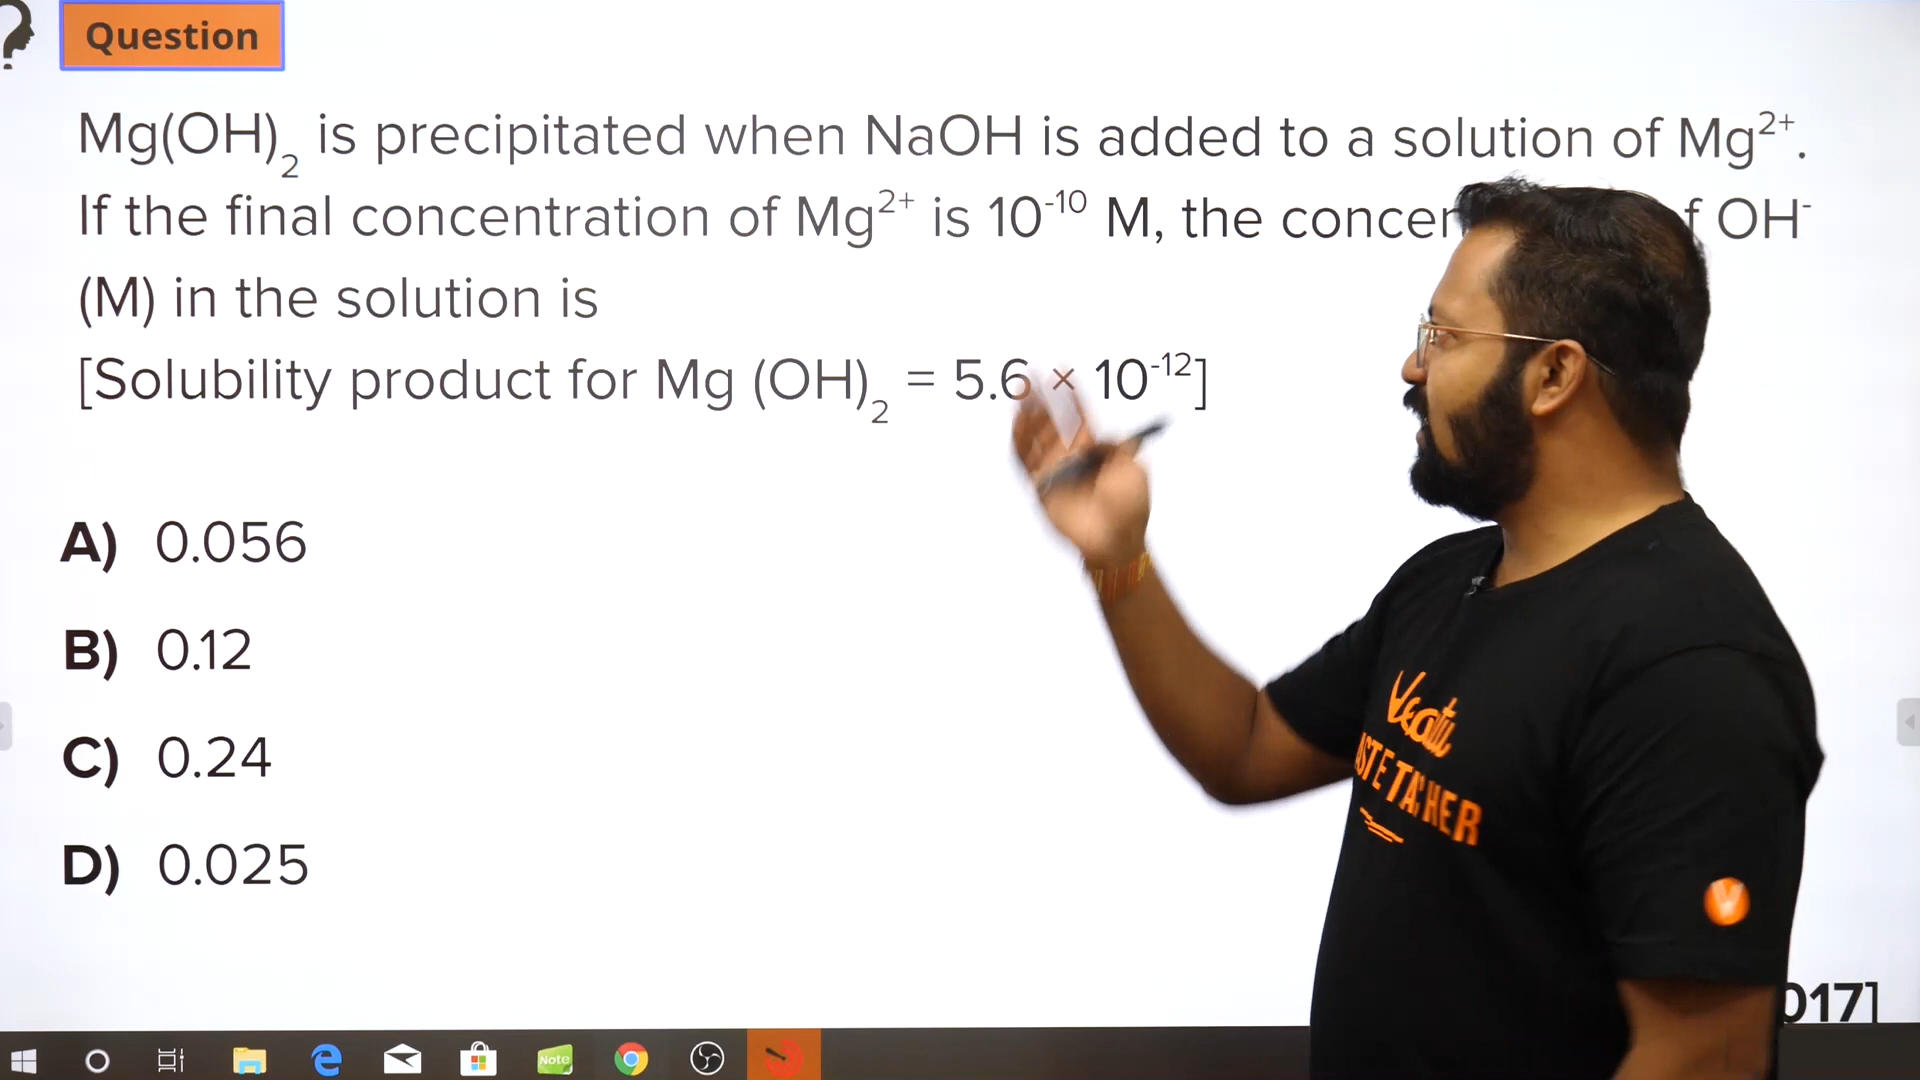 Question
Mg(OH)₂ is precipitated when NaOH is added to a solution of Mg²⁺.
If the final concentration of Mg²⁺ is 10⁻¹⁰ M, the OH⁻
(M) in the solution is
[Solubility product for Mg (OH)₂ = 5.6 × 10⁻¹²]
A) 0.056
B) 0.12
C) 0.24
D) 0.025
Note